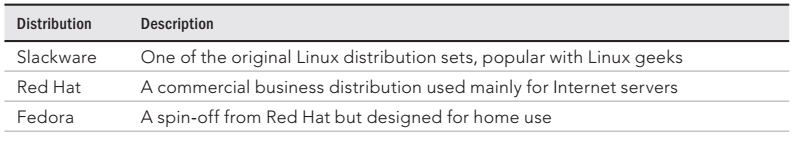 Distribution Description
Slackware One of the original Linux distribution sets, popular with Linux geeks
Red Hat A commercial business distribution used mainly for Internet servers
Fedora A spin-off from Red Hat but designed for home use